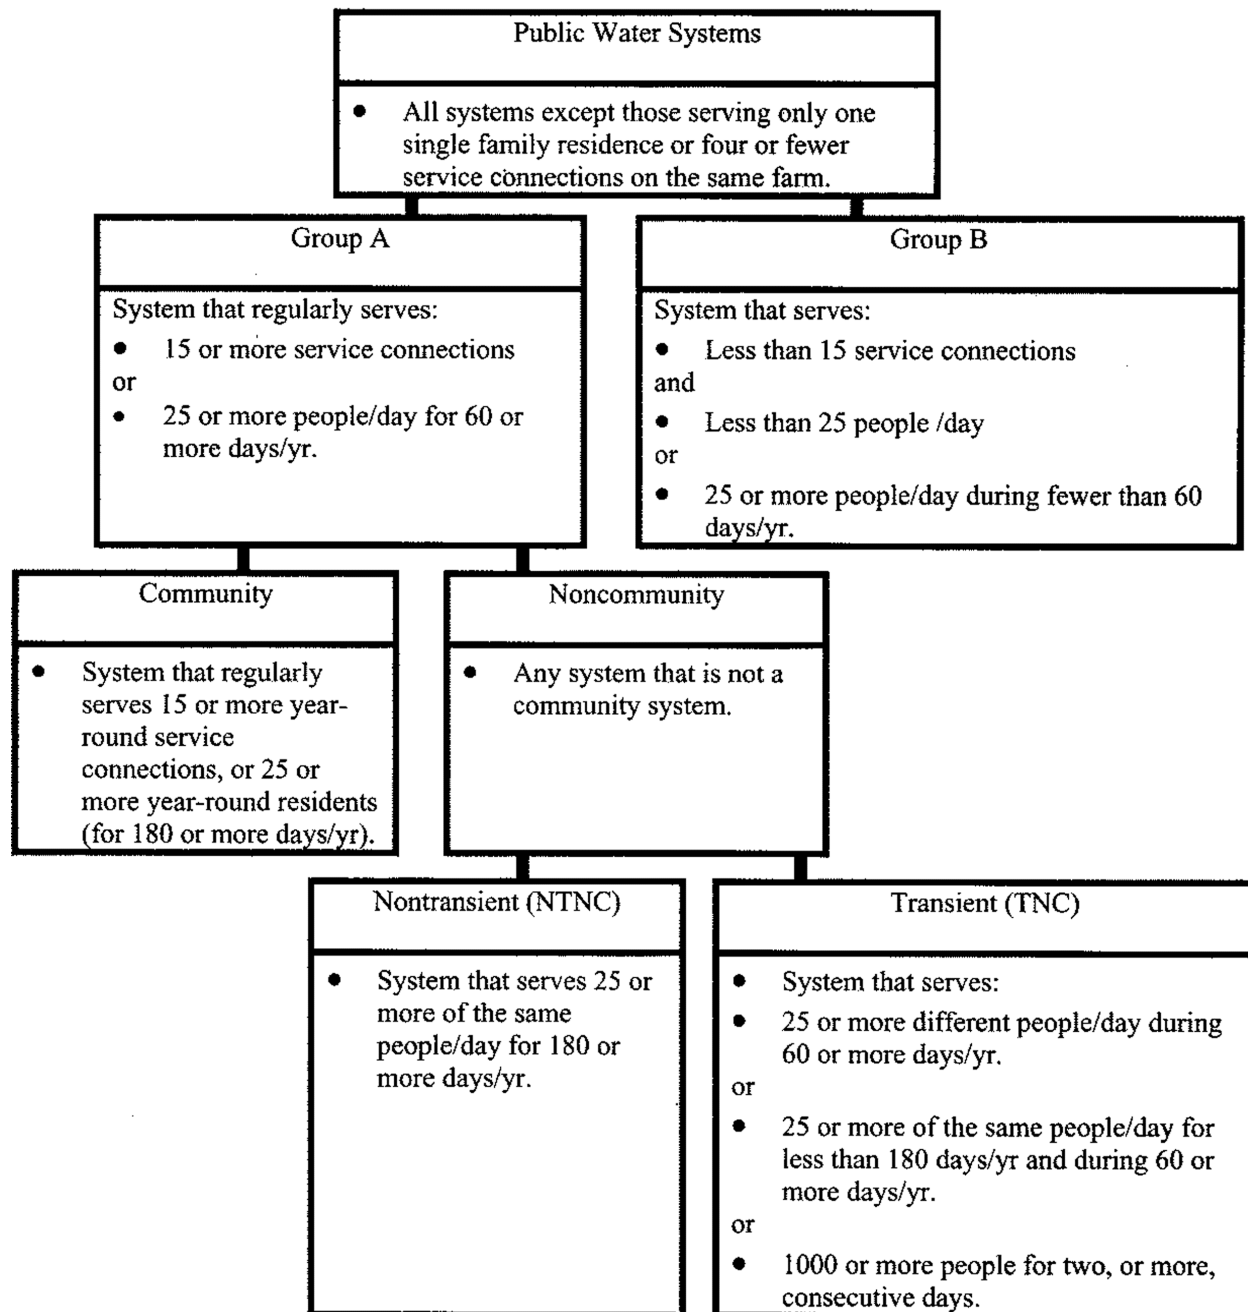 Public Water Systems
● All systems except those serving only one
single family residence or four or fewer
service connections on the same farm.
Group A
System that regularly serves:
● 15 or more service connections
or
● 25 or more people/day for 60 or
more days/yr.
Group B
System that serves:
● Less than 15 service connections
and
● Less than 25 people /day
or
● 25 or more people/day during fewer than 60
days/yr.
Community
● System that regularly
serves 15 or more year-
round service
connections, or 25 or
more year-round residents
(for 180 or more days/yr).
Noncommunity
● Any system that is not a
community system.
Nontransient (NTNC)
● System that serves 25 or
more of the same
people/day for 180 or
more days/yr.
Transient (TNC)
● System that serves:
● 25 or more different people/day during
60 or more days/yr.
or
● 25 or more of the same people/day for
less than 180 days/yr and during 60 or
more days/yr.
or
● 1000 or more people for two, or more,
consecutive days.